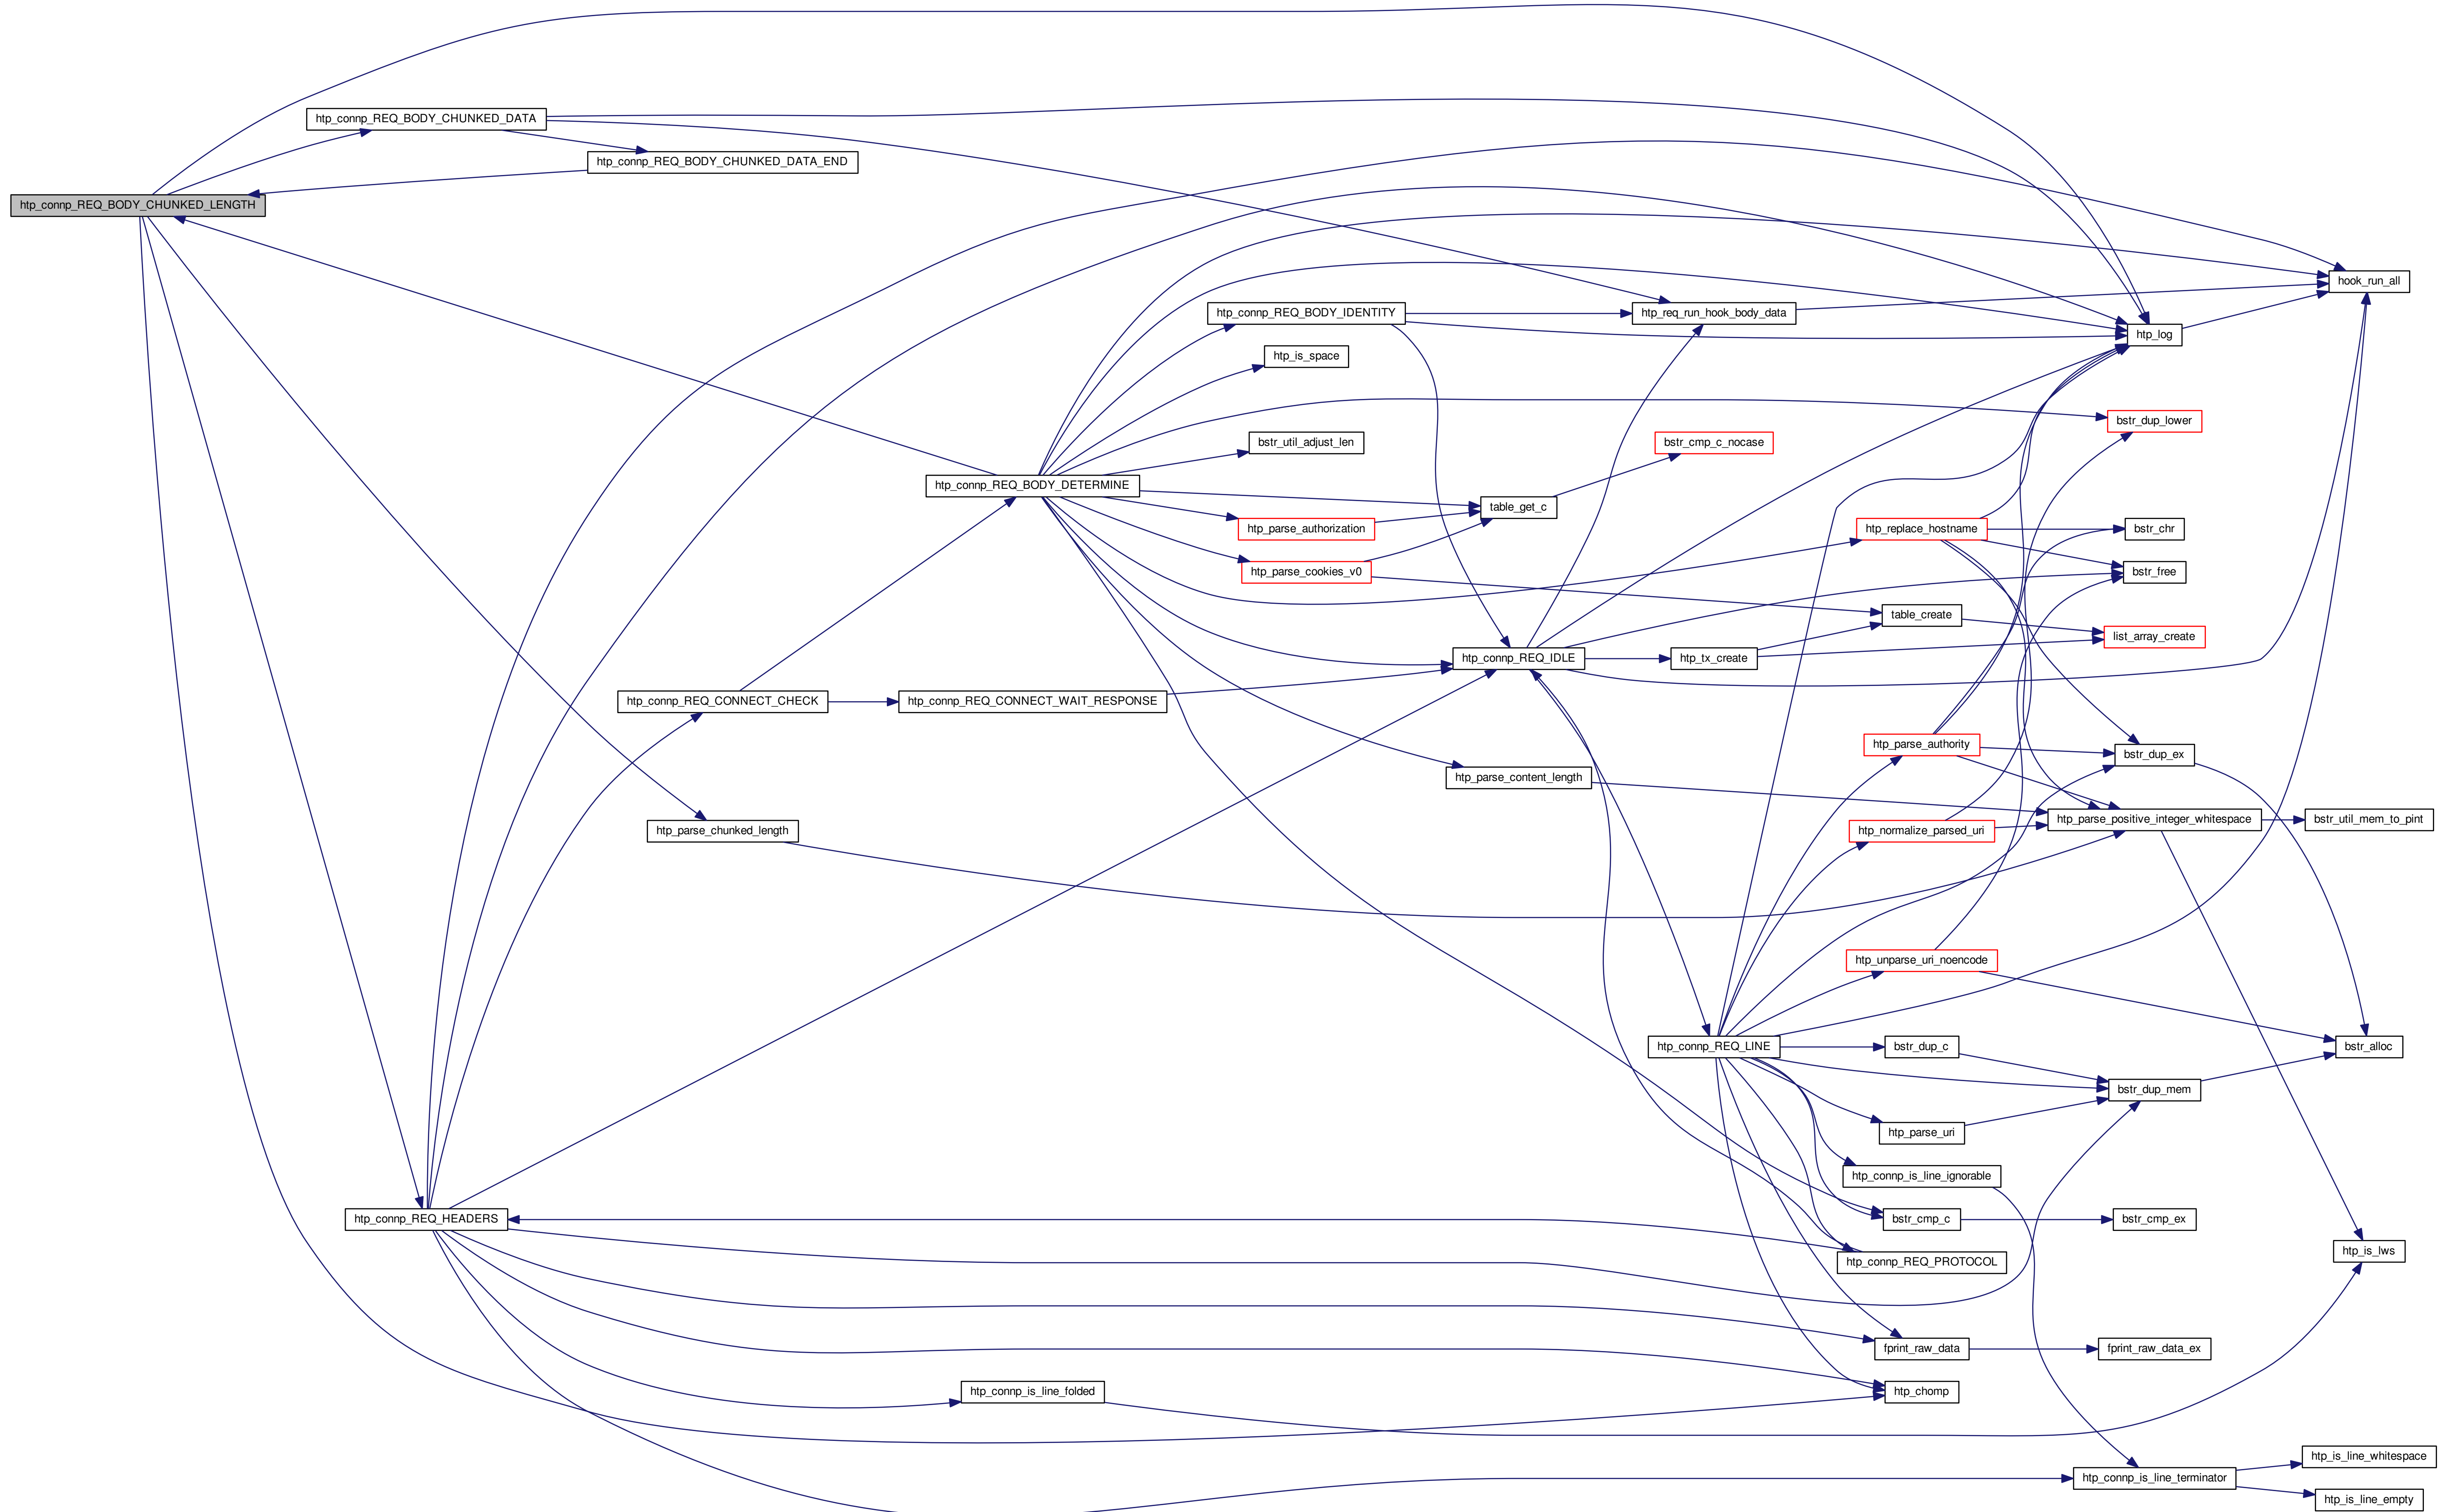 htp_connp_REQ_BODY_CHUNKED_DATA
htp_connp_REQ_BODY_CHUNKED_DATA_END
htp_connp_REQ_BODY_CHUNKED_LENGTH
hook_run_all
htp_connp_REQ_BODY_IDENTITY
htp_req_run_hook_body_data
htp_log
htp_is_space
bstr_dup_lower
bstr_util_adjust_len
bstr_cmp_c_nocase
htp_connp_REQ_BODY_DETERMINE
table_get_c
htp_parse_authorization
htp_replace_hostname
bstr_chr
htp_parse_cookies_v0
bstr_free
table_create
list_array_create
htp_connp_REQ_IDLE
htp_tx_create
htp_connp_REQ_CONNECT_CHECK
htp_connp_REQ_CONNECT_WAIT_RESPONSE
htp_parse_authority
bstr_dup_ex
htp_parse_content_length
htp_parse_positive_integer_whitespace
bstr_util_mem_to_pint
htp_parse_chunked_length
htp_normalize_parsed_uri
htp_unparse_uri_noencode
htp_connp_REQ_LINE
bstr_dup_c
bstr_alloc
bstr_dup_mem
htp_parse_uri
htp_connp_is_line_ignorable
htp_connp_REQ_HEADERS
bstr_cmp_c
bstr_cmp_ex
htp_is_lws
htp_connp_REQ_PROTOCOL
fprint_raw_data
fprint_raw_data_ex
htp_connp_is_line_folded
htp_chomp
htp_is_line_whitespace
htp_connp_is_line_terminator
htp_is_line_empty